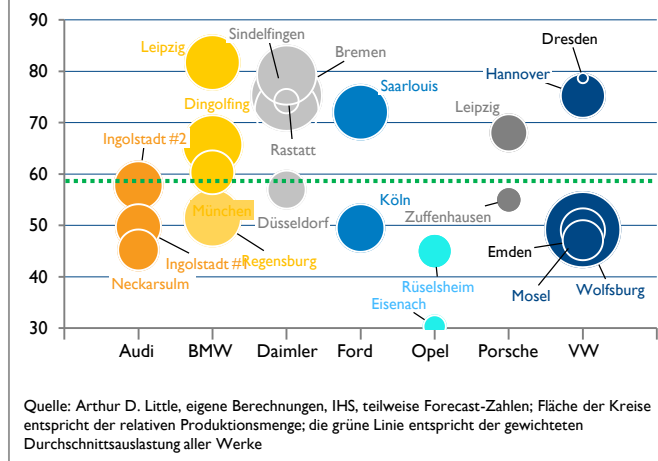 90
80
70
60
50
40
30
Leipzig
Sindelfingen
Bremen
Dresden
Hannover
Saarlouis
Dingolfing
Leipzig
Ingolstadt #2
Rastatt
München
Düsseldorf
Köln
Zuffenhausen
Emden
Ingolstadt #1
Regensburg
Neckarsulm
Rüselsheim
Eisenach
Mosel
Wolfsburg
Audi BMW Daimler Ford Opel Porsche VW
Quelle: Arthur D. Little, eigene Berechnungen, IHS, teilweise Forecast-Zahlen; Fläche der Kreise
entspricht der relativen Produktionsmenge; die grüne Linie entspricht der gewichteten
Durchschnittsauslastung aller Werke